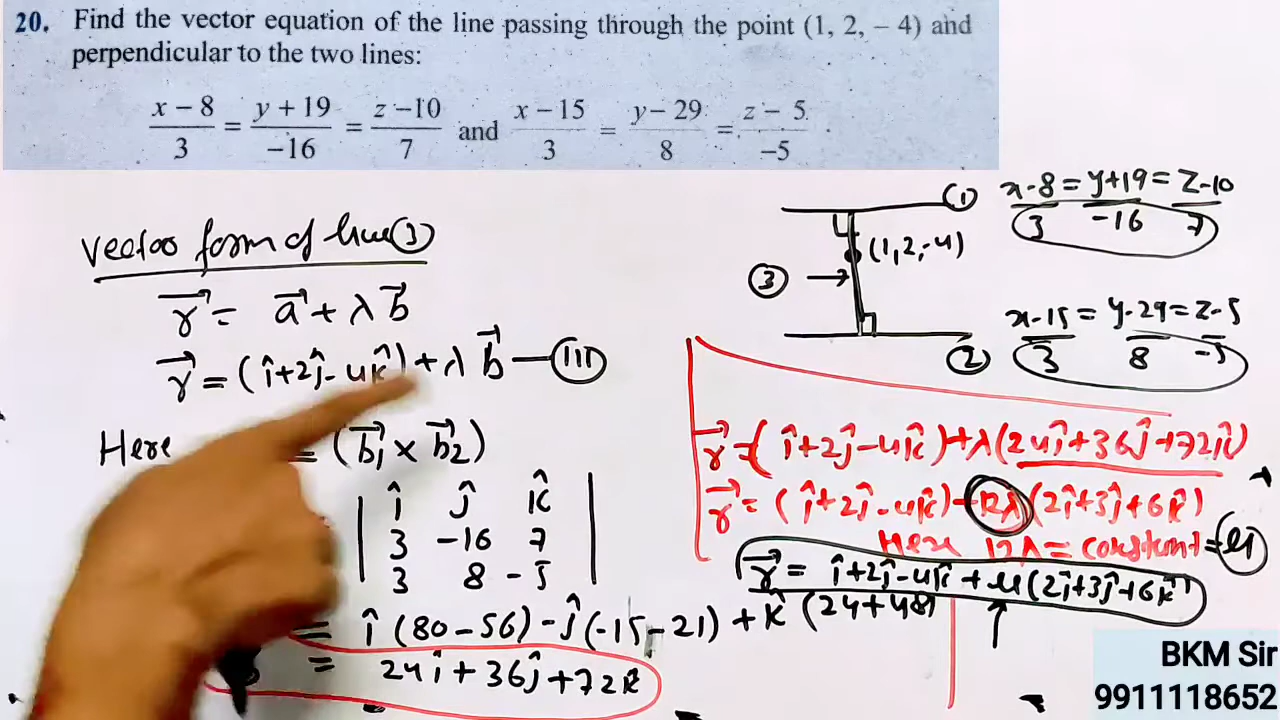 20. Find the vector equation of the line passing through the point (1, 2, – 4) and
perpendicular to the two lines:
x – 8 / 3 = y + 19 / –16 = z – 10 / 7 and x – 15 / 3 = y – 29 / 8 = z – 5 / –5 .
vector form of line (3)
r⃗ = a⃗ + λ b⃗
r⃗ = (î+2ĵ-4k̂) + λ b⃗ — (III)
Here = (b⃗₁ × b⃗₂)
î ĵ k̂
3 -16 7
3 8 -5
= î (80-56) - ĵ (-15-21) + k̂ (24+48)
= 24î + 36ĵ + 72k̂
(1) x-8 / 3 = y+19 / -16 = z-10 / 7
(1,2,-4)
(3)
(2) x-15 / 3 = y-29 / 8 = z-5 / -5
r⃗ = (î+2ĵ-4k̂)+λ(24î+36ĵ+72k̂)
r⃗ = (î+2ĵ-4k̂)+12λ(2î+3ĵ+6k̂)
Here 12λ = constant = (μ)
r⃗ = î+2ĵ-4k̂ + μ(2î+3ĵ+6k̂)
BKM Sir
9911118652